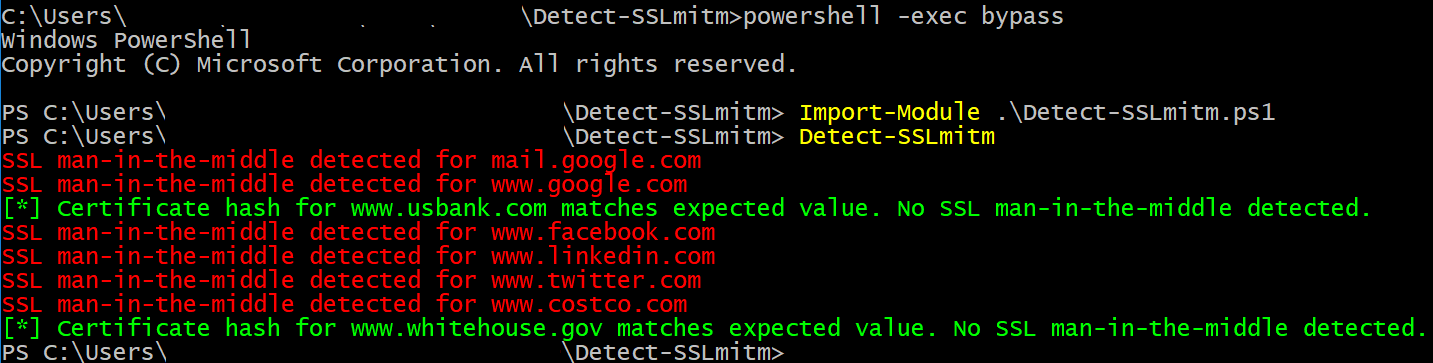 C:\Users\ \Detect-SSLmitm>powershell -exec bypass
Windows PowerShell
Copyright (C) Microsoft Corporation. All rights reserved.
PS C:\Users\ \Detect-SSLmitm> Import-Module .\Detect-SSLmitm.ps1
PS C:\Users\ \Detect-SSLmitm> Detect-SSLmitm
SSL man-in-the-middle detected for mail.google.com
SSL man-in-the-middle detected for www.google.com
[*] Certificate hash for www.usbank.com matches expected value. No SSL man-in-the-middle detected.
SSL man-in-the-middle detected for www.facebook.com
SSL man-in-the-middle detected for www.linkedin.com
SSL man-in-the-middle detected for www.twitter.com
SSL man-in-the-middle detected for www.costco.com
[*] Certificate hash for www.whitehouse.gov matches expected value. No SSL man-in-the-middle detected.
PS C:\Users\ \Detect-SSLmitm>